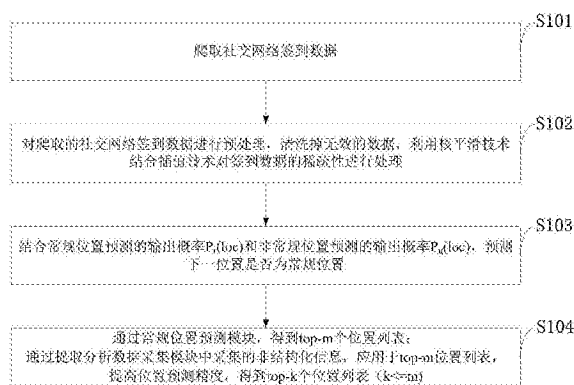 S101
爬取社交网络签到数据
S102
对爬取的社交网络签到数据进行预处理，清洗掉无效的数据，利用核平滑技术
结合插值技术对签到数据的稀疏性进行处理
S103
结合常规位置预测的输出概率Pr(loc)和非常规位置预测的输出概率Pn(loc)，预测
下一位置是否为常规位置
S104
通过常规位置预测模块，得到top-m个位置列表；
通过提取分析数据采集模块中采集的非结构化信息，应用于top-m位置列表，
提高位置预测精度，得到top-k个位置列表（k<=m）